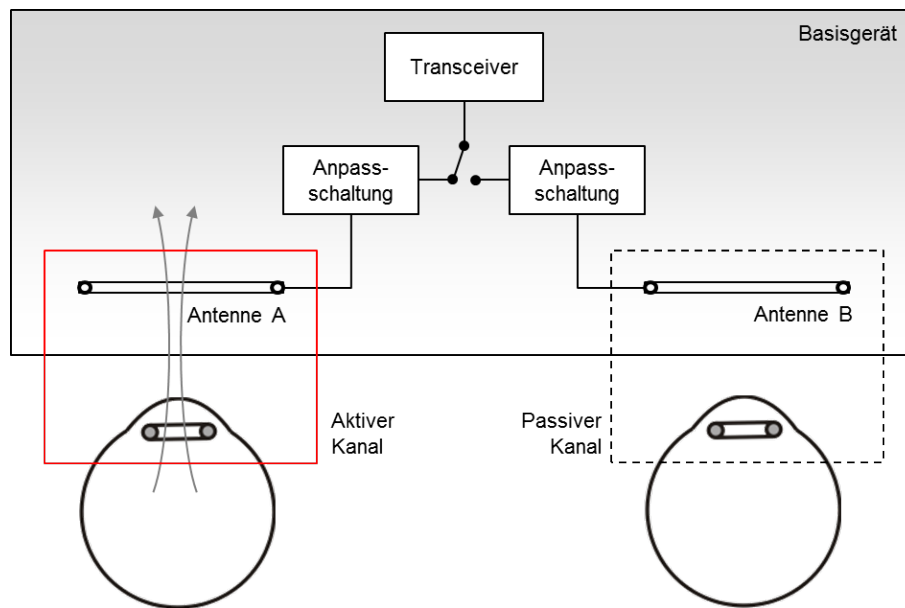 Basisgerät
Transceiver
Anpass-
schaltung
Anpass-
schaltung
Antenne A
Antenne B
Aktiver
Kanal
Passiver
Kanal